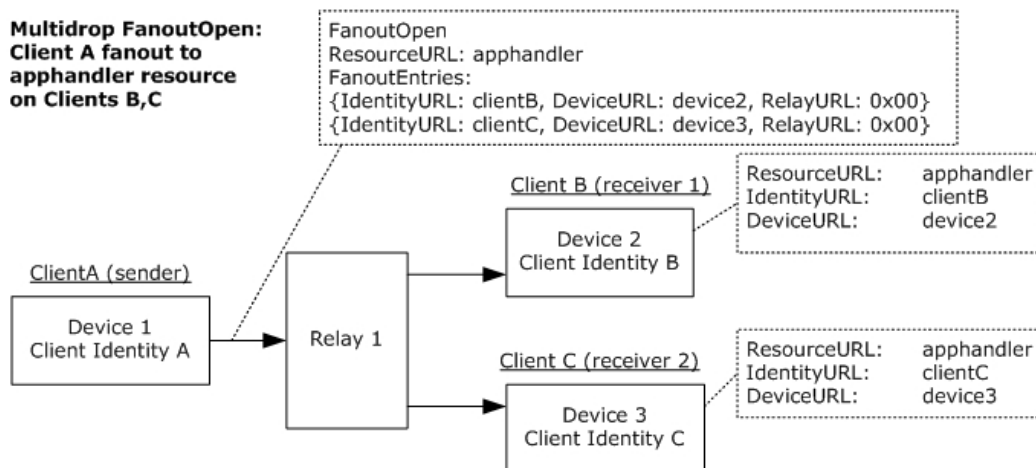 Multidrop FanoutOpen:
Client A fanout to
apphandler resource
on Clients B,C
FanoutOpen
ResourceURL: apphandler
FanoutEntries:
{IdentityURL: clientB, DeviceURL: device2, RelayURL: 0x00}
{IdentityURL: clientC, DeviceURL: device3, RelayURL: 0x00}
Client B (receiver 1)
Device 2
Client Identity B
ResourceURL: apphandler
IdentityURL: clientB
DeviceURL: device2
ClientA (sender)
Device 1
Client Identity A
Relay 1
Client C (receiver 2)
Device 3
Client Identity C
ResourceURL: apphandler
IdentityURL: clientC
DeviceURL: device3